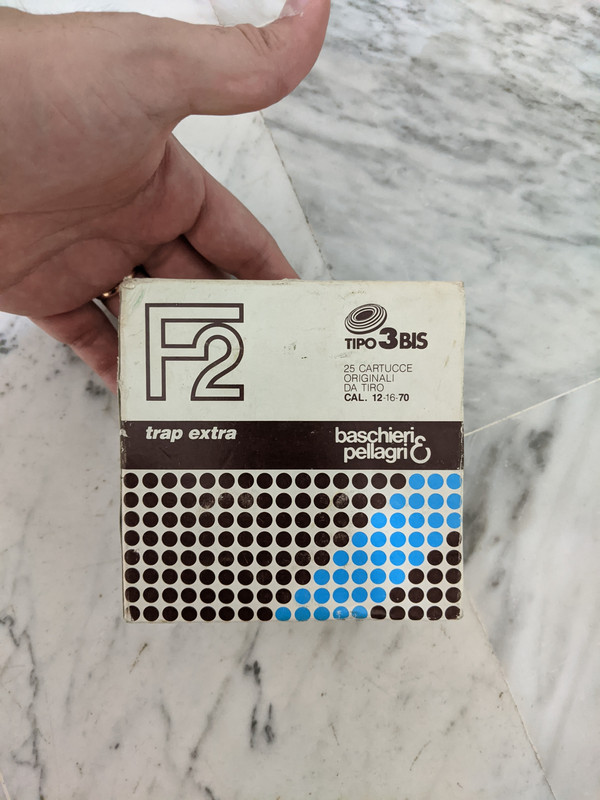 F2
TIPO 3 BIS
25 CARTUCCE
ORIGINALI
DA TIRO
CAL. 12-16-70
trap extra
baschieri
pellagri